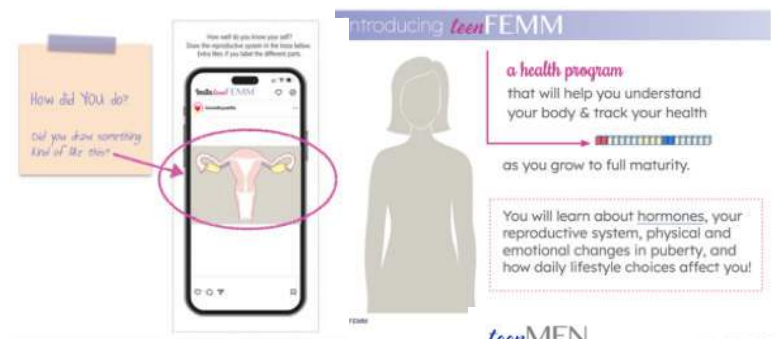 How well do you know your self?
Draw the reproductive system in the boxes below.
Extra likes if you label the different parts.
How did YOU do?
Did you draw something
kind of like this?
Insta teenFEMM
ntroducing teenFEMM
a health program
that will help you understand
your body & track your health
as you grow to full maturity.
You will learn about hormones, your
reproductive system, physical and
emotional changes in puberty, and
how daily lifestyle choices affect you!
FEMM
teenMEN